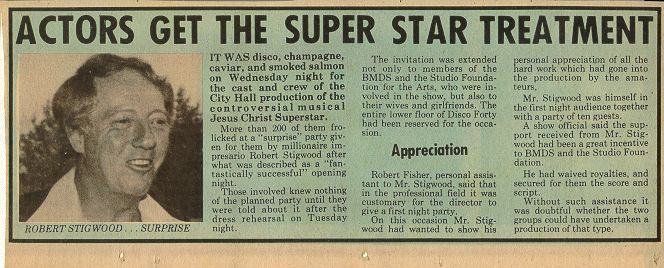 ACTORS GET THE SUPER STAR TREATMENT
ROBERT STIGWOOD . . . SURPRISE
IT WAS disco, champagne,
caviar, and smoked salmon
on Wednesday night for
the cast and crew of the
City Hall production of the
controversial musical
Jesus Christ Superstar.
More than 200 of them fro-
licked at a "surprise" party giv-
en for them by millionaire im-
presario Robert Stigwood after
what was described as a "fan-
tastically successful" opening
night.
Those involved knew nothing
of the planned party until they
were told about it after the
dress rehearsal on Tuesday
night.
The invitation was extended
not only to members of the
BMDS and the Studio Founda-
tion for the Arts, who were in-
volved in the show, but also to
their wives and girlfriends. The
entire lower floor of Disco Forty
had been reserved for the occa-
sion.
Appreciation
Robert Fisher, personal assis-
tant to Mr. Stigwood, said that
in the professional field it was
customary for the director to
give a first night party.
On this occasion Mr. Stig-
wood had wanted to show his
personal appreciation of all the
hard work which had gone into
the production by the ama-
teurs,
Mr. Stigwood was himself in
the first night audience together
with a party of ten guests.
A show official said the sup-
port received from Mr. Stig-
wood had been a great incentive
to BMDS and the Studio Foun-
dation.
He had waived royalties, and
secured for them the score and
script.
Without such assistance it
was doubtful whether the two
groups could have undertaken a
production of that type.